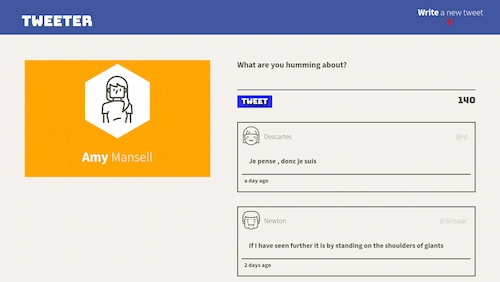 TWEETER
Write a new tweet
Amy Mansell
What are you humming about?
TWEET
140
Descartes
@rd
Je pense , donc je suis
a day ago
Newton
@SirIsaac
If I have seen further it is by standing on the shoulders of giants
2 days ago